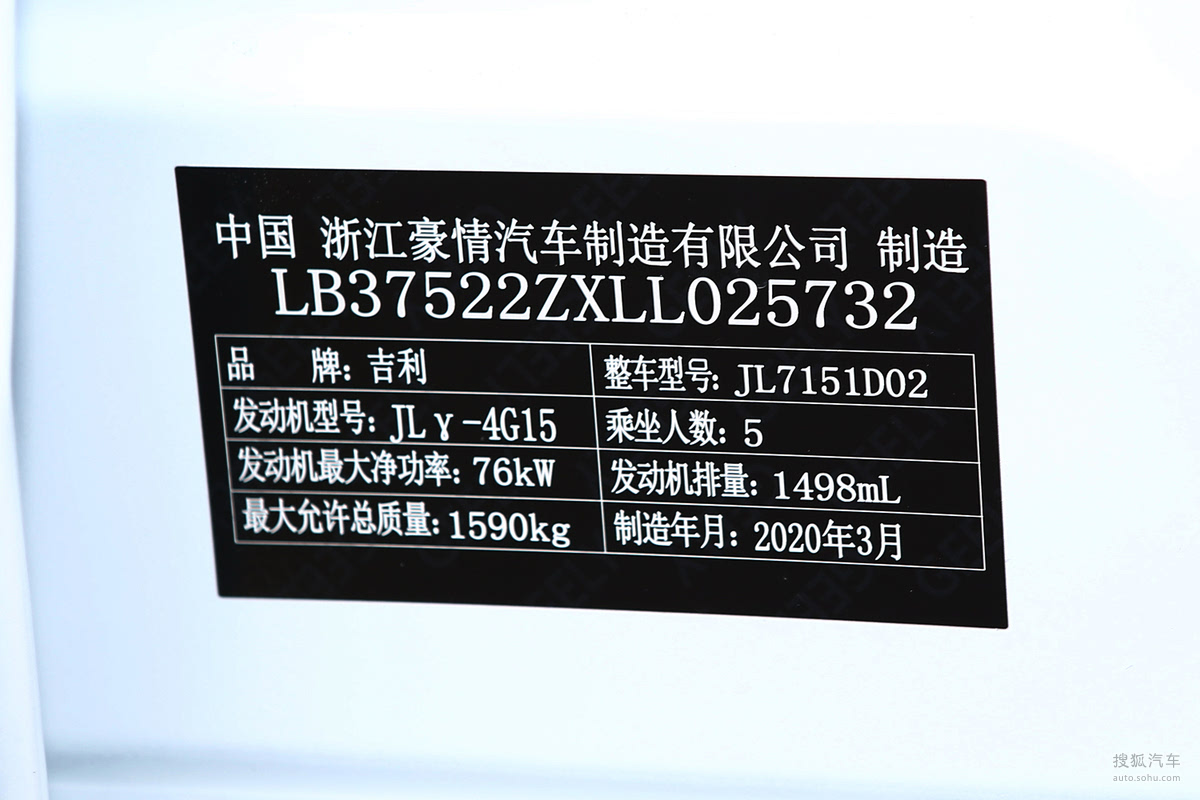 中国 浙江豪情汽车制造有限公司 制造
LB37522ZXLL025732
品 牌: 吉利 整车型号: JL7151D02
发动机型号: JLγ-4G15 乘坐人数: 5
发动机最大净功率: 76kW 发动机排量: 1498mL
最大允许总质量: 1590kg 制造年月: 2020年3月
搜狐汽车
auto.sohu.com